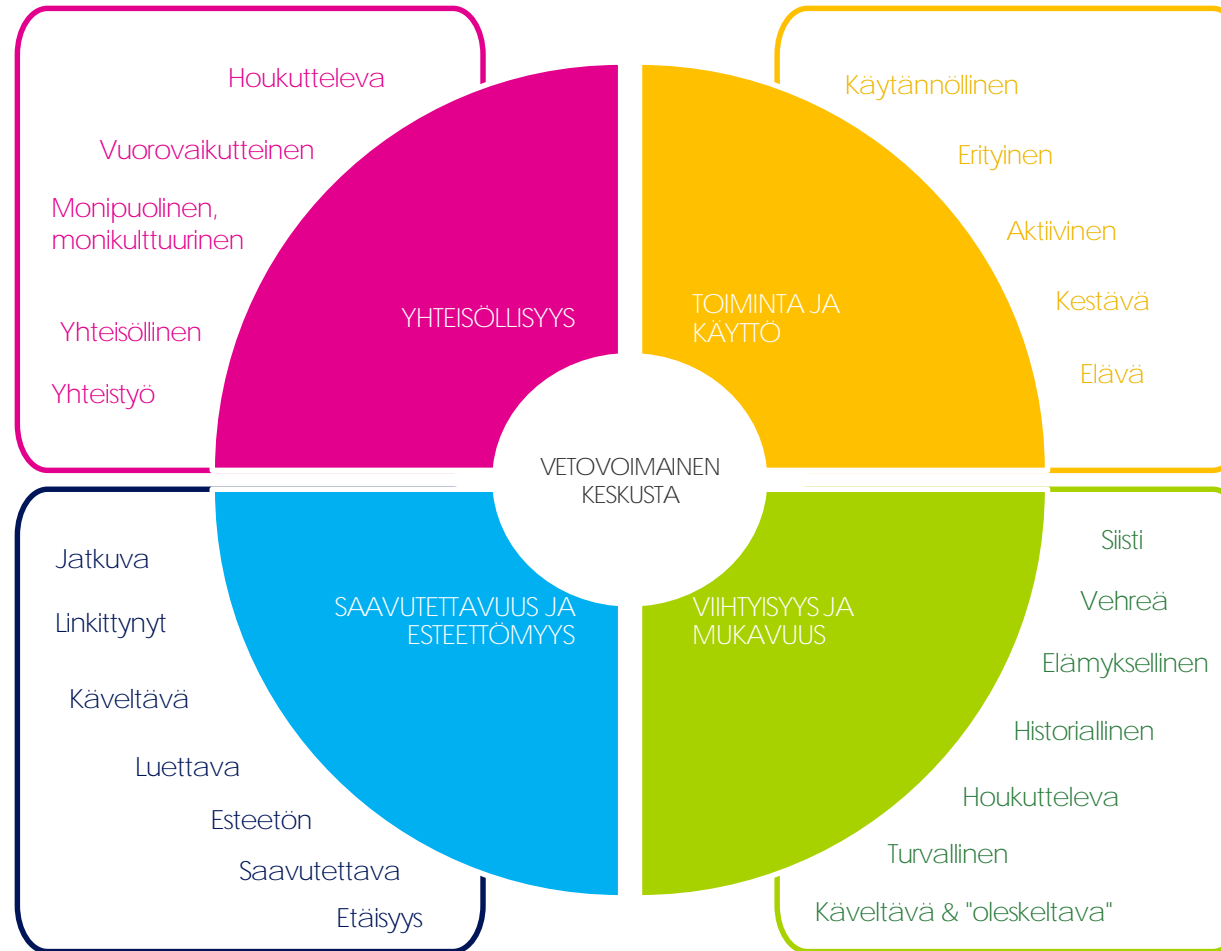 Houkutteleva
Vuorovaikutteinen
Monipuolinen,
monikulttuurinen
Yhteisöllinen
Yhteistyö
YHTEISÖLLISYYS
Käytännöllinen
Erityinen
Aktiivinen
Kestävä
Elävä
TOIMINTA JA
KÄYTTÖ
VETOVOIMAINEN
KESKUSTA
Jatkuva
Linkittynyt
Käveltävä
Luettava
Esteetön
Saavutettava
Etäisyys
SAAVUTETTAVUUS JA
ESTEETTÖMYYS
VIIHTYISYYS JA
MUKAVUUS
Siisti
Vehreä
Elämyksellinen
Historiallinen
Houkutteleva
Turvallinen
Käveltävä & "oleskeltava"